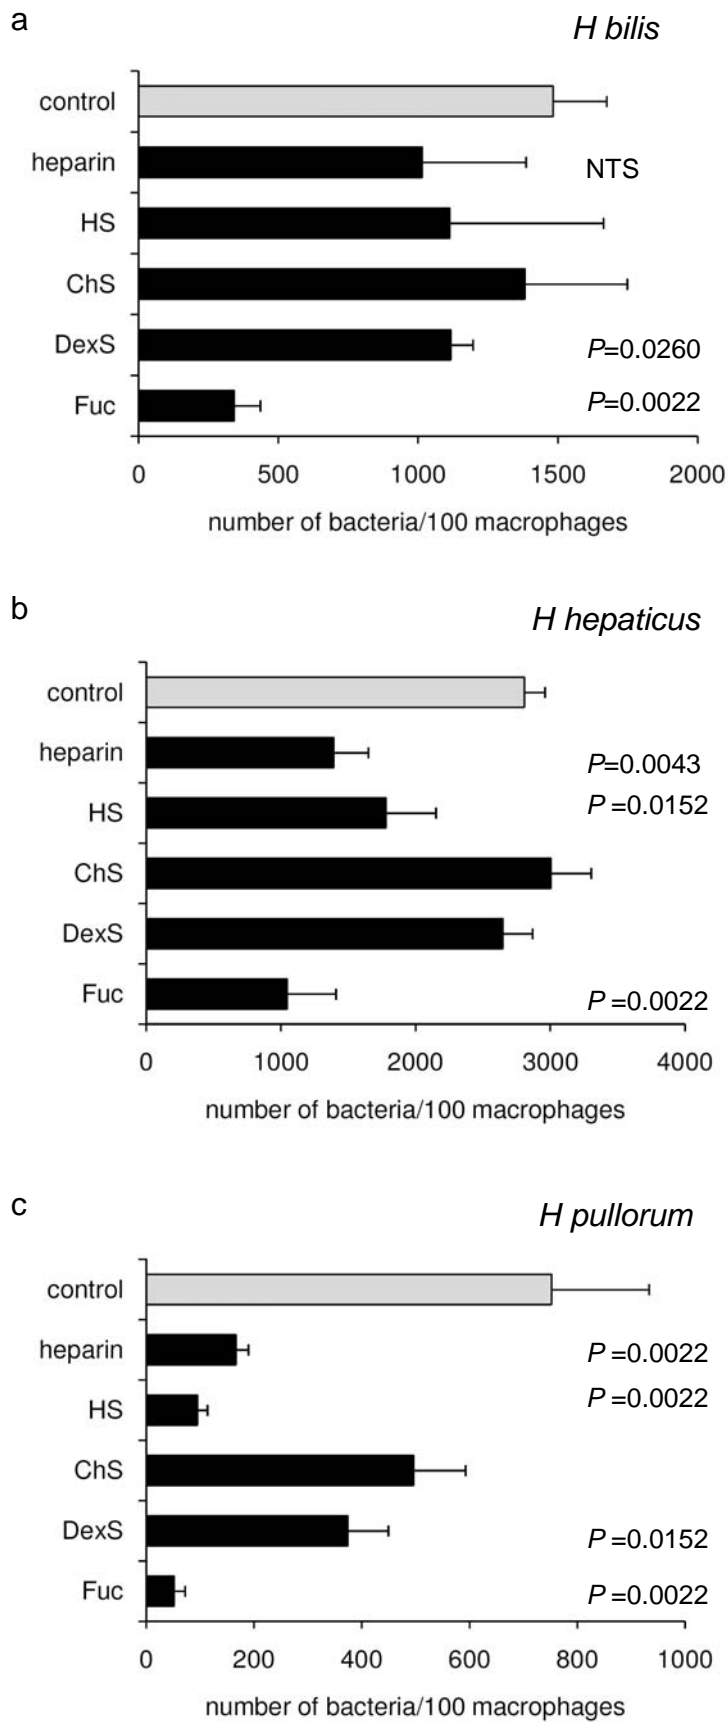 a
H bilis
control
heparin
NTS
HS
ChS
DexS
P=0.0260
Fuc
P=0.0022
0 500 1000 1500 2000
number of bacteria/100 macrophages
b
H hepaticus
control
heparin
P=0.0043
HS
P =0.0152
ChS
DexS
Fuc
P =0.0022
0 1000 2000 3000 4000
number of bacteria/100 macrophages
c
H pullorum
control
heparin
P =0.0022
HS
P =0.0022
ChS
DexS
P =0.0152
Fuc
P =0.0022
0 200 400 600 800 1000
number of bacteria/100 macrophages